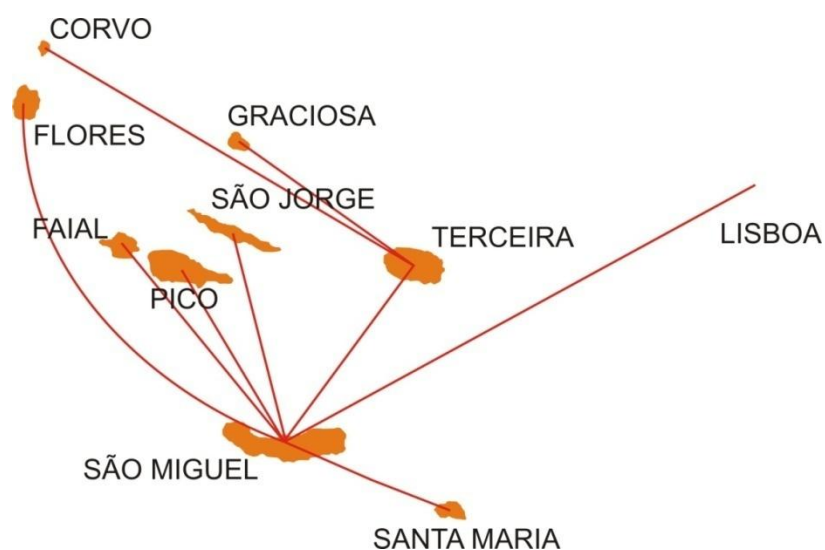 CORVO
GRACIOSA
FLORES
SÃO JORGE
FAIAL
TERCEIRA
LISBOA
PICO
SÃO MIGUEL
SANTA MARIA